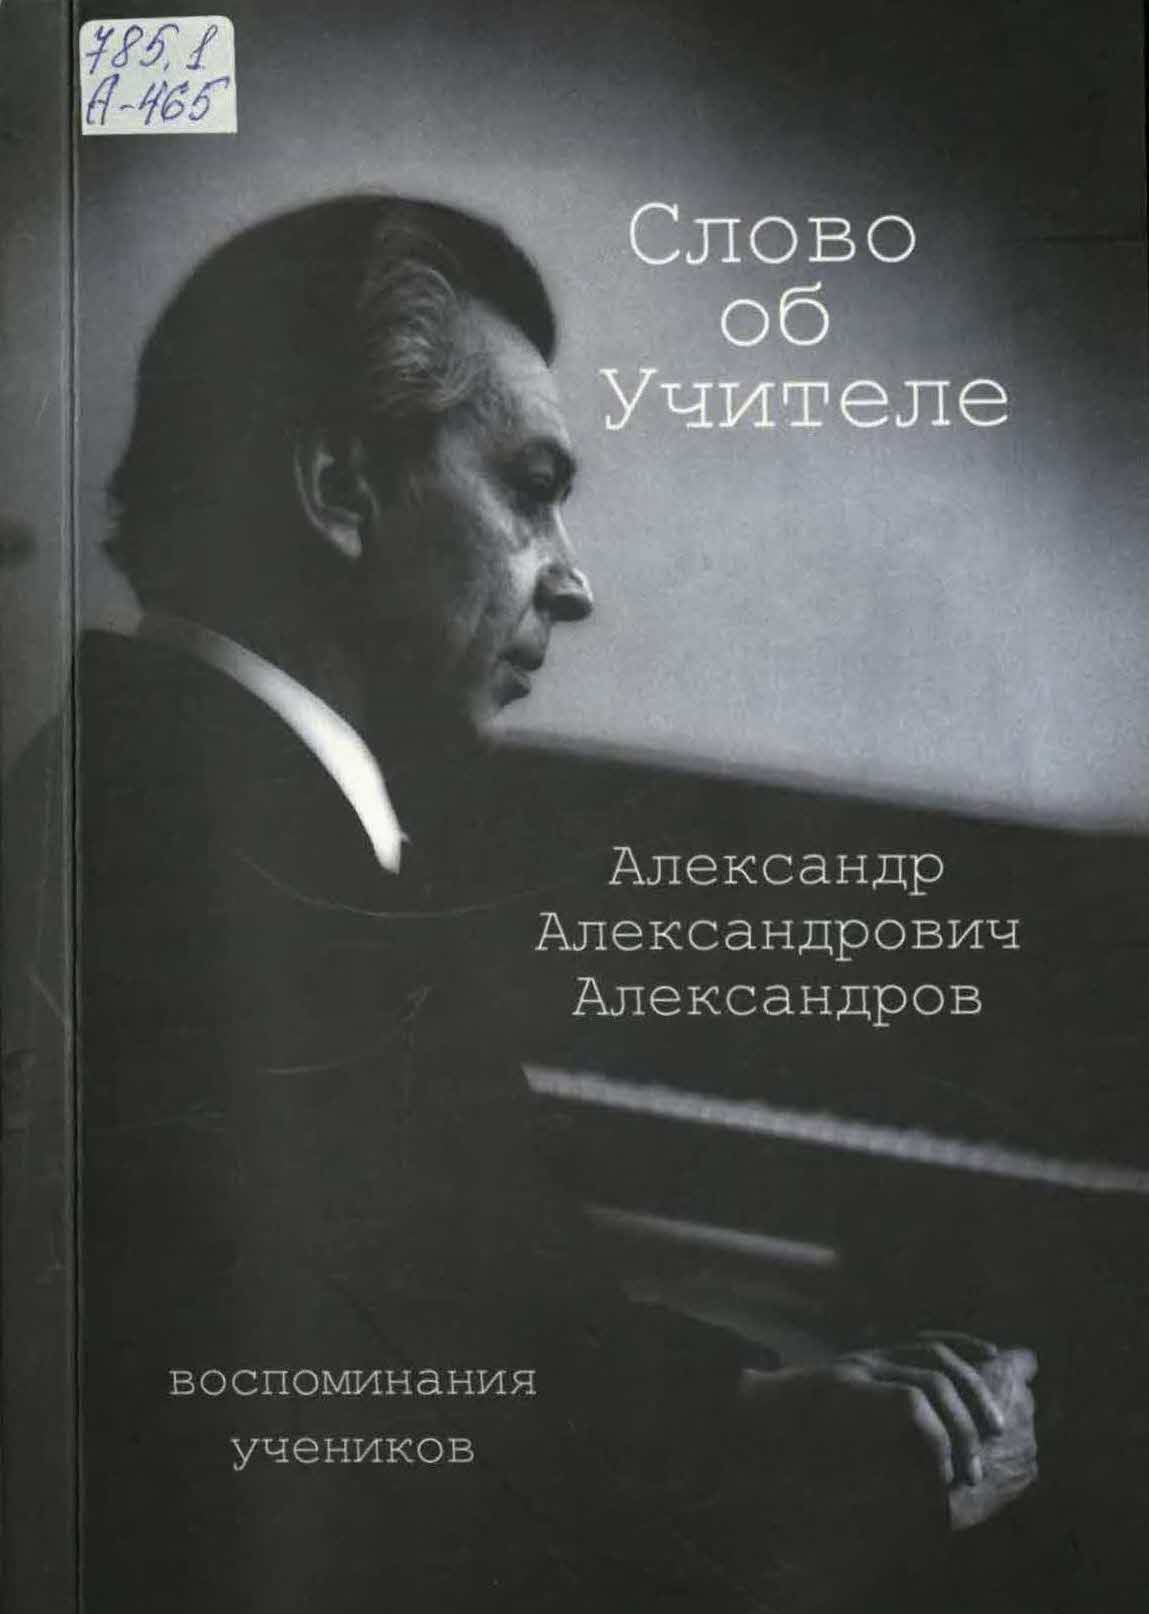 785.1
А-465
Слово
об
Учителе
Александр
Александрович
Александров
воспоминания
учеников